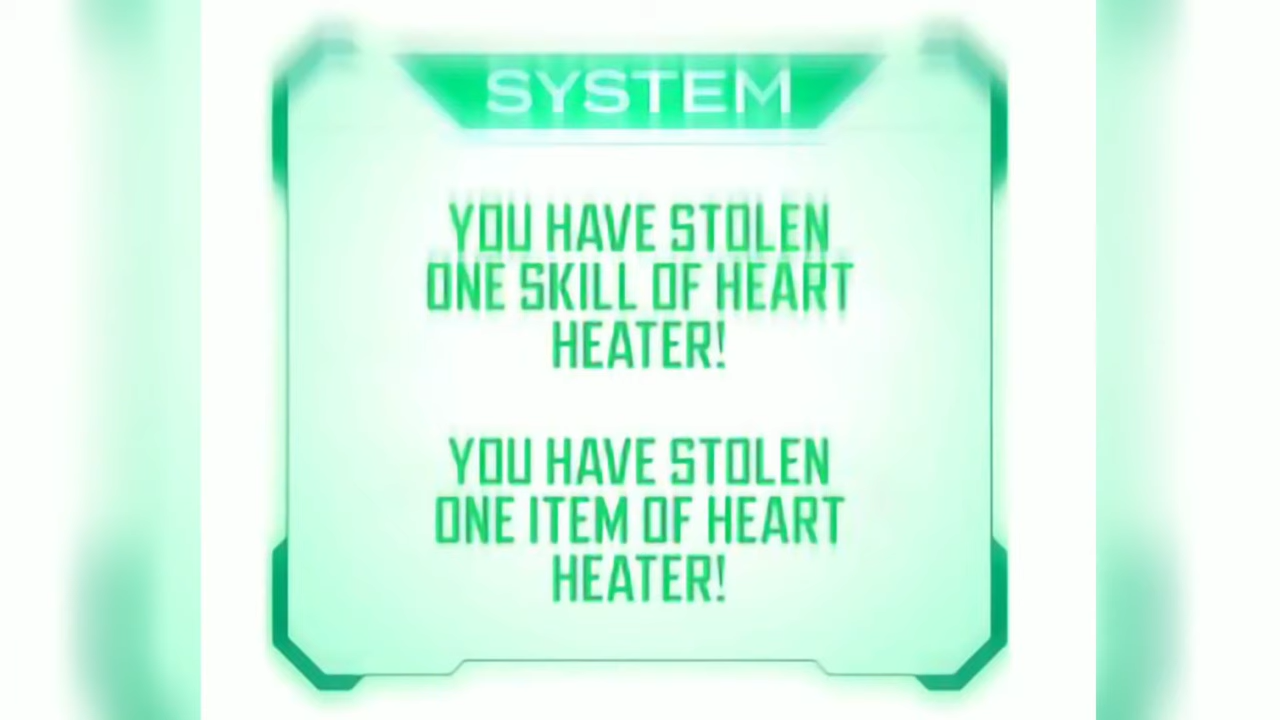 SYSTEM
YOU HAVE STOLEN
ONE SKILL OF HEART
HEATER!
YOU HAVE STOLEN
ONE ITEM OF HEART
HEATER!